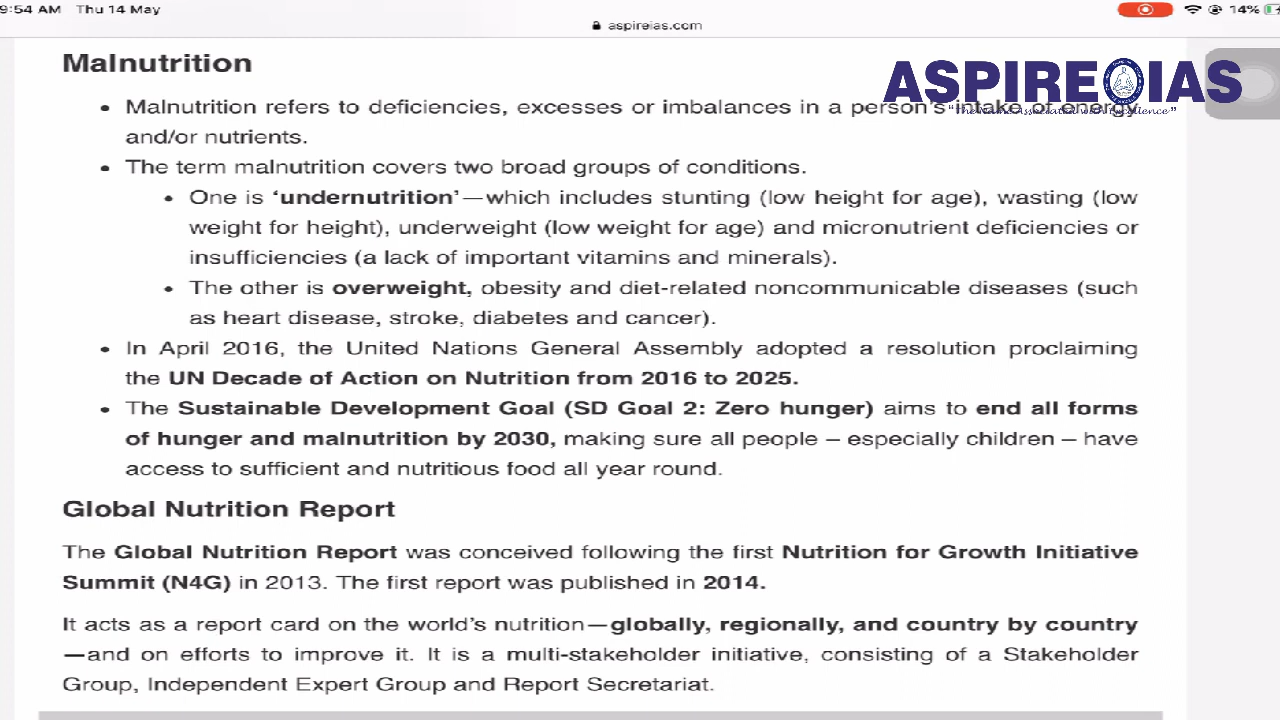 9:54 AM Thu 14 May
14%
aspireias.com
Malnutrition
ASPIRE IAS
"The Name Associated with Excellence"
• Malnutrition refers to deficiencies, excesses or imbalances in a person's intake of energy
and/or nutrients.
• The term malnutrition covers two broad groups of conditions.
• One is ‘undernutrition’—which includes stunting (low height for age), wasting (low
weight for height), underweight (low weight for age) and micronutrient deficiencies or
insufficiencies (a lack of important vitamins and minerals).
• The other is overweight, obesity and diet-related noncommunicable diseases (such
as heart disease, stroke, diabetes and cancer).
• In April 2016, the United Nations General Assembly adopted a resolution proclaiming
the UN Decade of Action on Nutrition from 2016 to 2025.
• The Sustainable Development Goal (SD Goal 2: Zero hunger) aims to end all forms
of hunger and malnutrition by 2030, making sure all people – especially children – have
access to sufficient and nutritious food all year round.
Global Nutrition Report
The Global Nutrition Report was conceived following the first Nutrition for Growth Initiative
Summit (N4G) in 2013. The first report was published in 2014.
It acts as a report card on the world's nutrition—globally, regionally, and country by country
—and on efforts to improve it. It is a multi-stakeholder initiative, consisting of a Stakeholder
Group, Independent Expert Group and Report Secretariat.